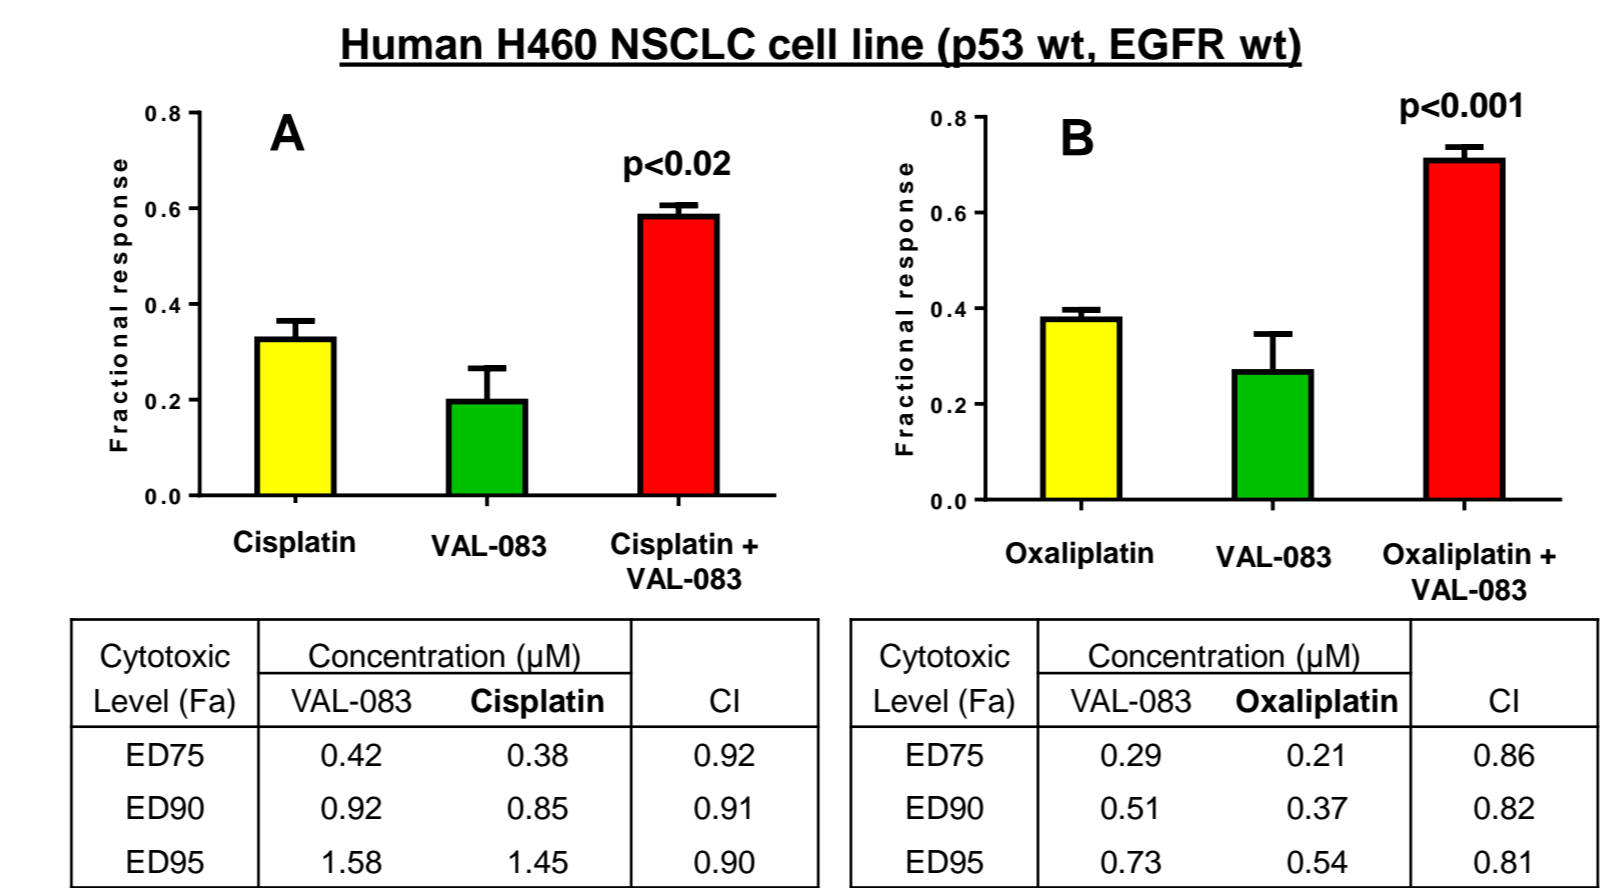 Human H460 NSCLC cell line (p53 wt, EGFR wt)
A
p<0.02
Fractional response
0.8
0.6
0.4
0.2
0.0
Cisplatin
VAL-083
Cisplatin +
VAL-083
B
p<0.001
Fractional response
0.8
0.6
0.4
0.2
0.0
Oxaliplatin
VAL-083
Oxaliplatin +
VAL-083
Cytotoxic Concentration (µM)
Level (Fa) VAL-083 Cisplatin CI
ED75 0.42 0.38 0.92
ED90 0.92 0.85 0.91
ED95 1.58 1.45 0.90
Cytotoxic Concentration (µM)
Level (Fa) VAL-083 Oxaliplatin CI
ED75 0.29 0.21 0.86
ED90 0.51 0.37 0.82
ED95 0.73 0.54 0.81